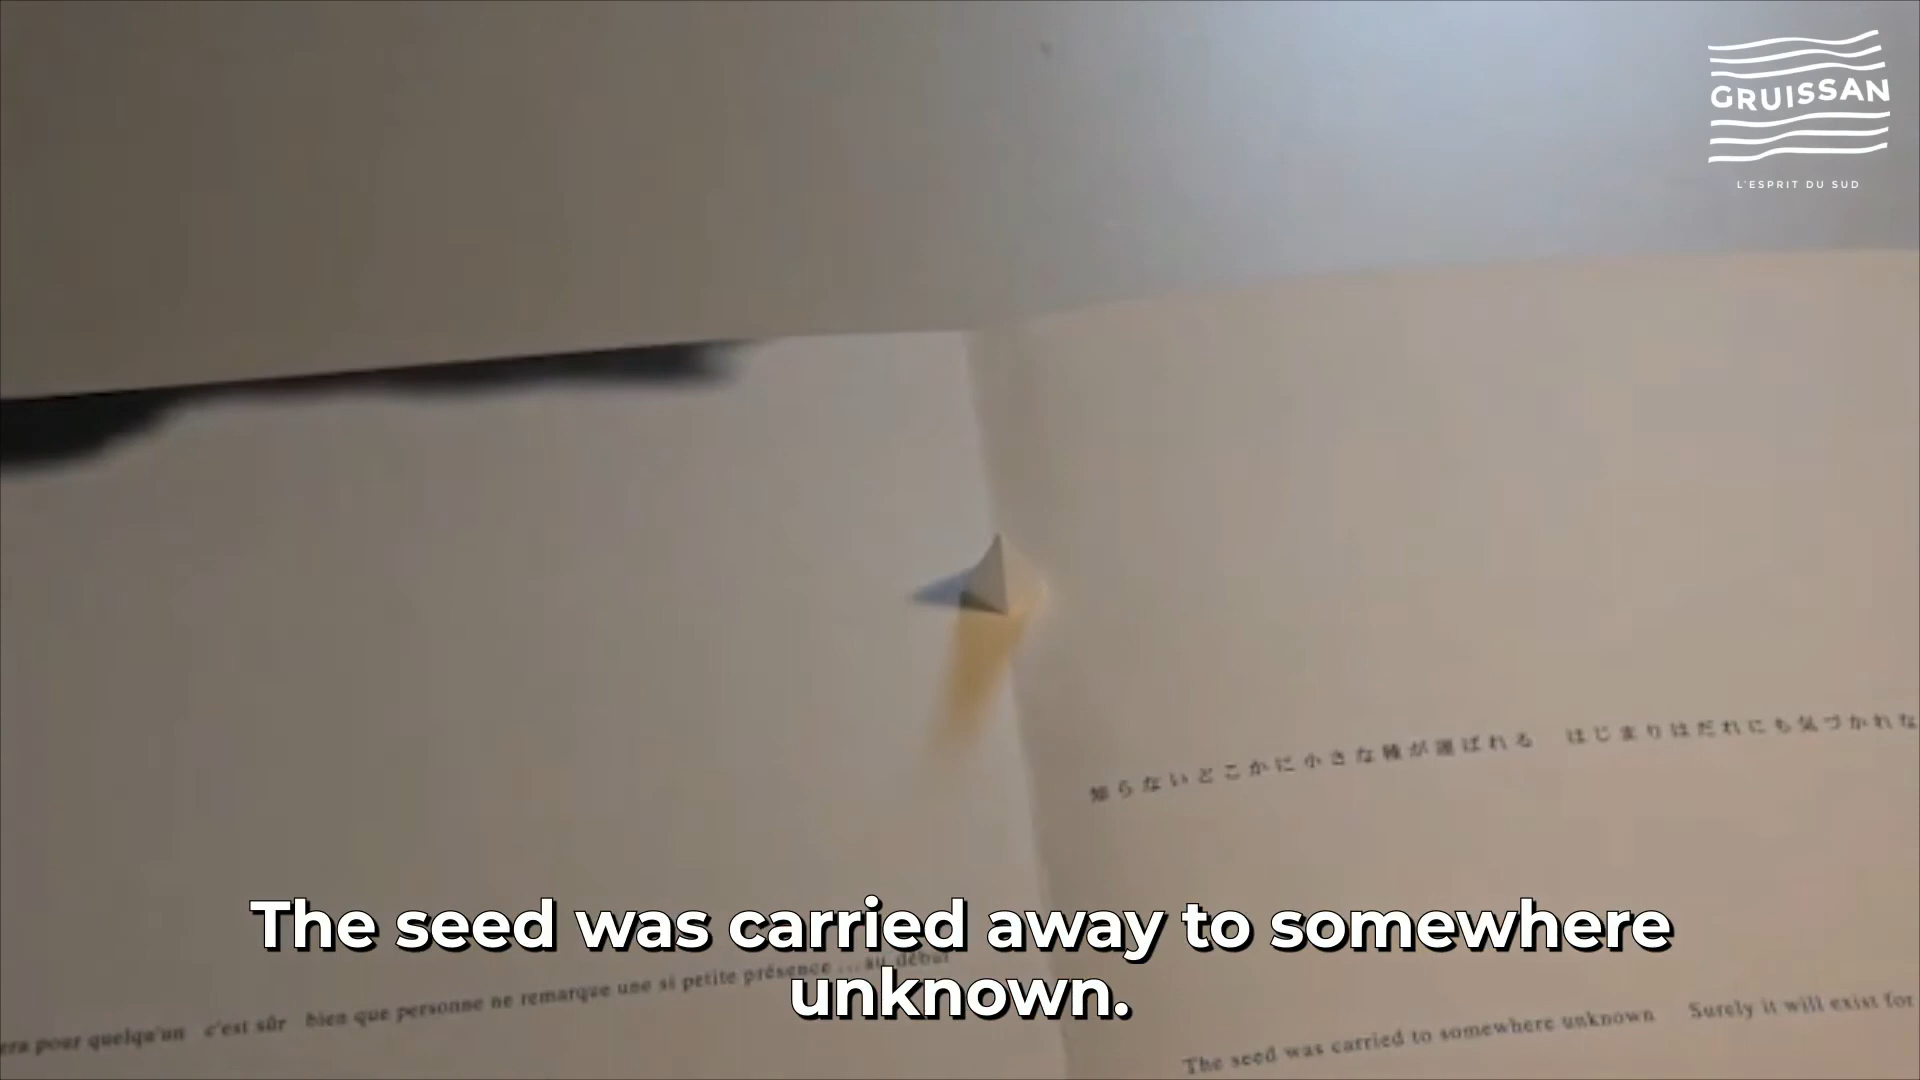 GRUISSAN
L'ESPRIT DU SUD
知らないどこかに小さな種が運ばれる はじまりはだれにも気づかれな
The seed was carried away to somewhere
unknown.
era pour quelqu'un c'est sûr bien que personne ne remarque une si petite présence ... au début
The seed was carried to somewhere unknown Surely it will exist for